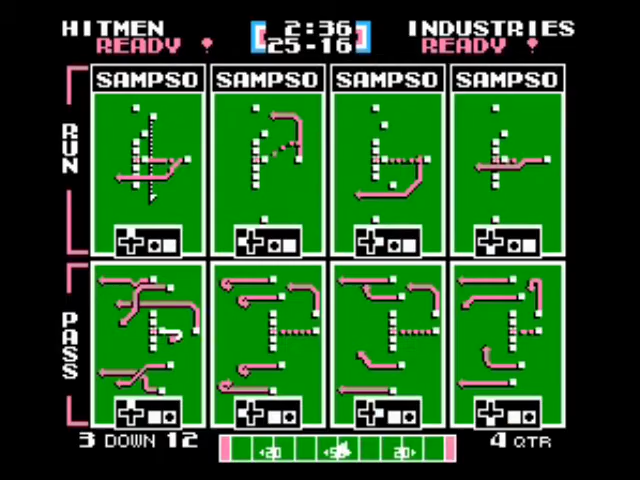 HITMEN 2:36 INDUSTRIES
READY 25-16 READY
RUN
SAMPSO SAMPSO SAMPSO SAMPSO
PASS
3 DOWN 12 4 QTR
20 50 20